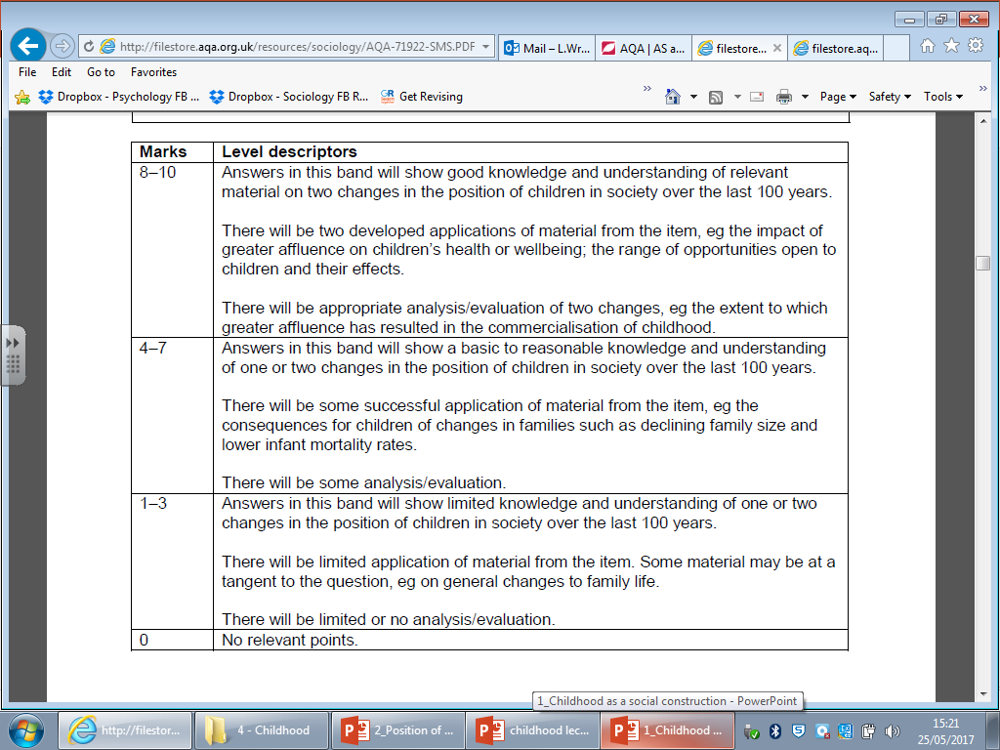 http://filestore.aqa.org.uk/resources/sociology/AQA-71922-SMS.PDF
Mail – L.Wr...
AQA | AS a...
filestore...
filestore.aq...
File Edit Go to Favorites
Dropbox - Psychology FB ... Dropbox - Sociology FB R... GR Get Revising
Page Safety Tools
Marks Level descriptors
8–10 Answers in this band will show good knowledge and understanding of relevant
material on two changes in the position of children in society over the last 100 years.
There will be two developed applications of material from the item, eg the impact of
greater affluence on children's health or wellbeing; the range of opportunities open to
children and their effects.
There will be appropriate analysis/evaluation of two changes, eg the extent to which
greater affluence has resulted in the commercialisation of childhood.
4–7 Answers in this band will show a basic to reasonable knowledge and understanding
of one or two changes in the position of children in society over the last 100 years.
There will be some successful application of material from the item, eg the
consequences for children of changes in families such as declining family size and
lower infant mortality rates.
There will be some analysis/evaluation.
1–3 Answers in this band will show limited knowledge and understanding of one or two
changes in the position of children in society over the last 100 years.
There will be limited application of material from the item. Some material may be at a
tangent to the question, eg on general changes to family life.
There will be limited or no analysis/evaluation.
0 No relevant points.
1_Childhood as a social construction - PowerPoint
http://filestor...
4 - Childhood
2_Position of ...
childhood lec...
1_Childhood ...
15:21
25/05/2017